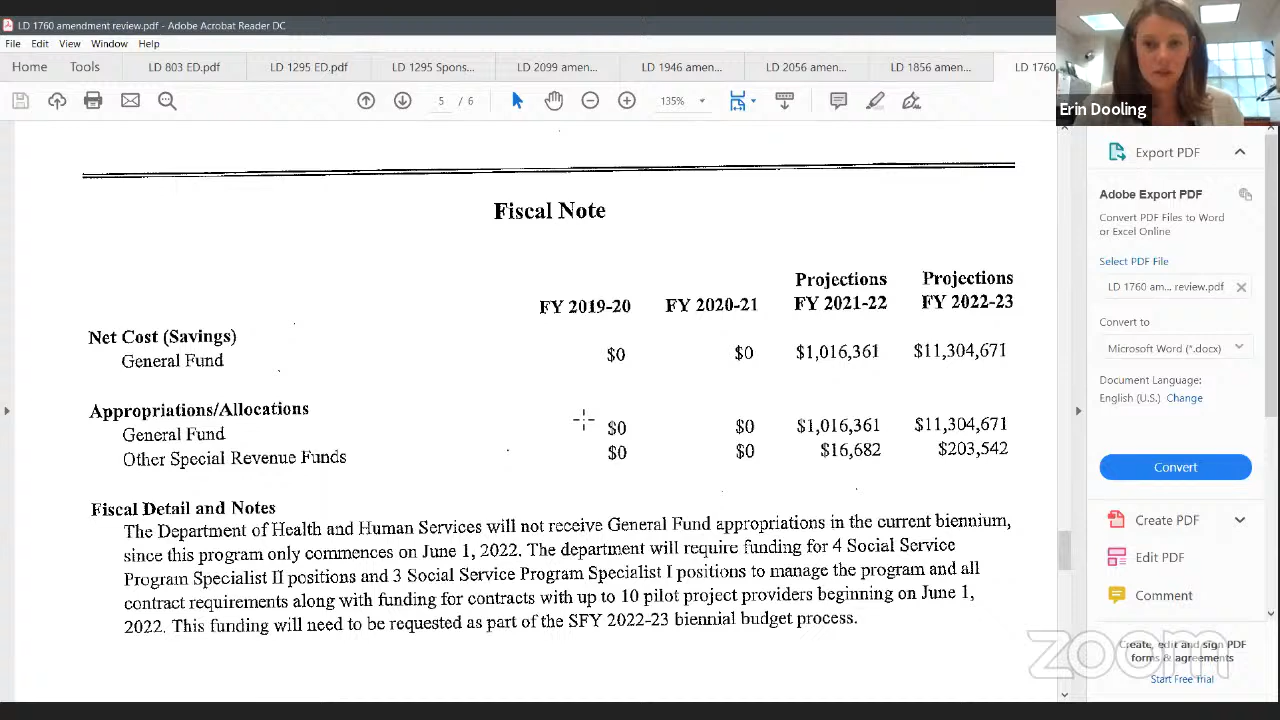 LD 1760 amendment review.pdf - Adobe Acrobat Reader DC
File Edit View Window Help
Home Tools LD 803 ED.pdf LD 1295 ED.pdf LD 1295 Spons... LD 2099 amen... LD 1946 amen... LD 2056 amen... LD 1856 amen... LD 1760
5 / 6 135%
Erin Dooling
Fiscal Note
Projections Projections
FY 2019-20 FY 2020-21 FY 2021-22 FY 2022-23
Net Cost (Savings)
General Fund $0 $0 $1,016,361 $11,304,671
Appropriations/Allocations
General Fund $0 $0 $1,016,361 $11,304,671
Other Special Revenue Funds $0 $0 $16,682 $203,542
Fiscal Detail and Notes
The Department of Health and Human Services will not receive General Fund appropriations in the current biennium,
since this program only commences on June 1, 2022. The department will require funding for 4 Social Service
Program Specialist II positions and 3 Social Service Program Specialist I positions to manage the program and all
contract requirements along with funding for contracts with up to 10 pilot project providers beginning on June 1,
2022. This funding will need to be requested as part of the SFY 2022-23 biennial budget process.
Export PDF
Adobe Export PDF
Convert PDF Files to Word
or Excel Online
Select PDF File
LD 1760 am... review.pdf
Convert to
Microsoft Word (*.docx)
Document Language:
English (U.S.) Change
Convert
Create PDF
Edit PDF
Comment
Create, edit and sign PDF
forms & agreements
Start Free Trial
zoom